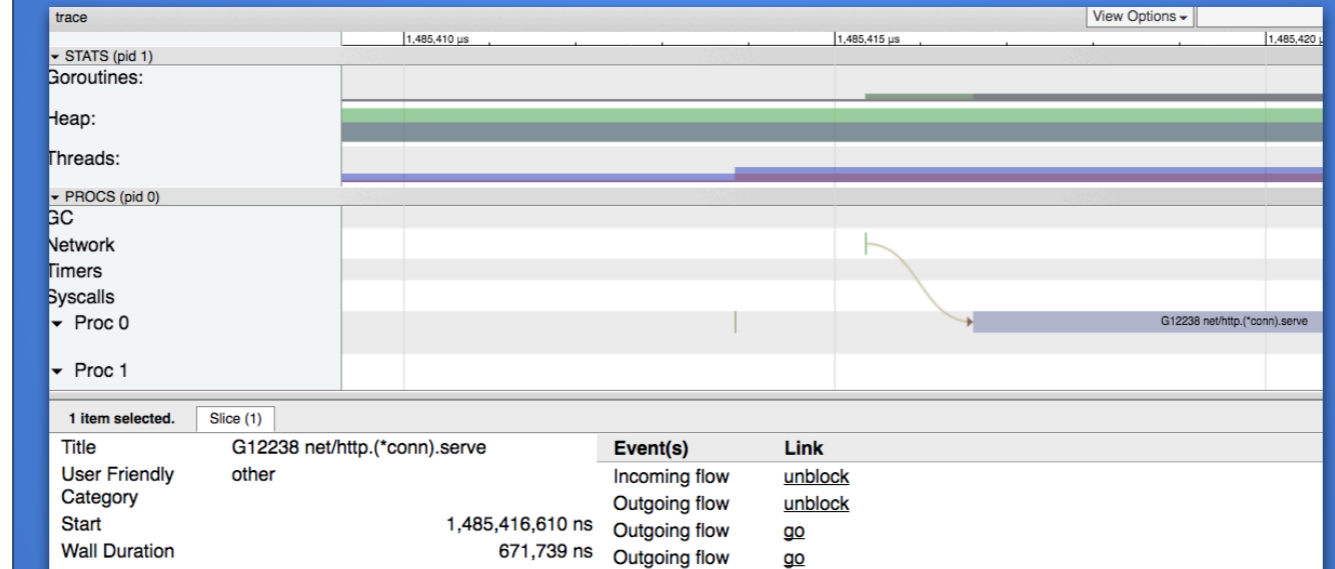 trace
View Options
1,485,410 µs
1,485,415 µs
1,485,420
STATS (pid 1)
Goroutines:
Heap:
Threads:
PROCS (pid 0)
GC
Network
Timers
Syscalls
Proc 0
G12238 net/http.(*conn).serve
Proc 1
1 item selected.
Slice (1)
Title G12238 net/http.(*conn).serve
User Friendly other
Category
Start 1,485,416,610 ns
Wall Duration 671,739 ns
Event(s) Link
Incoming flow unblock
Outgoing flow unblock
Outgoing flow go
Outgoing flow go